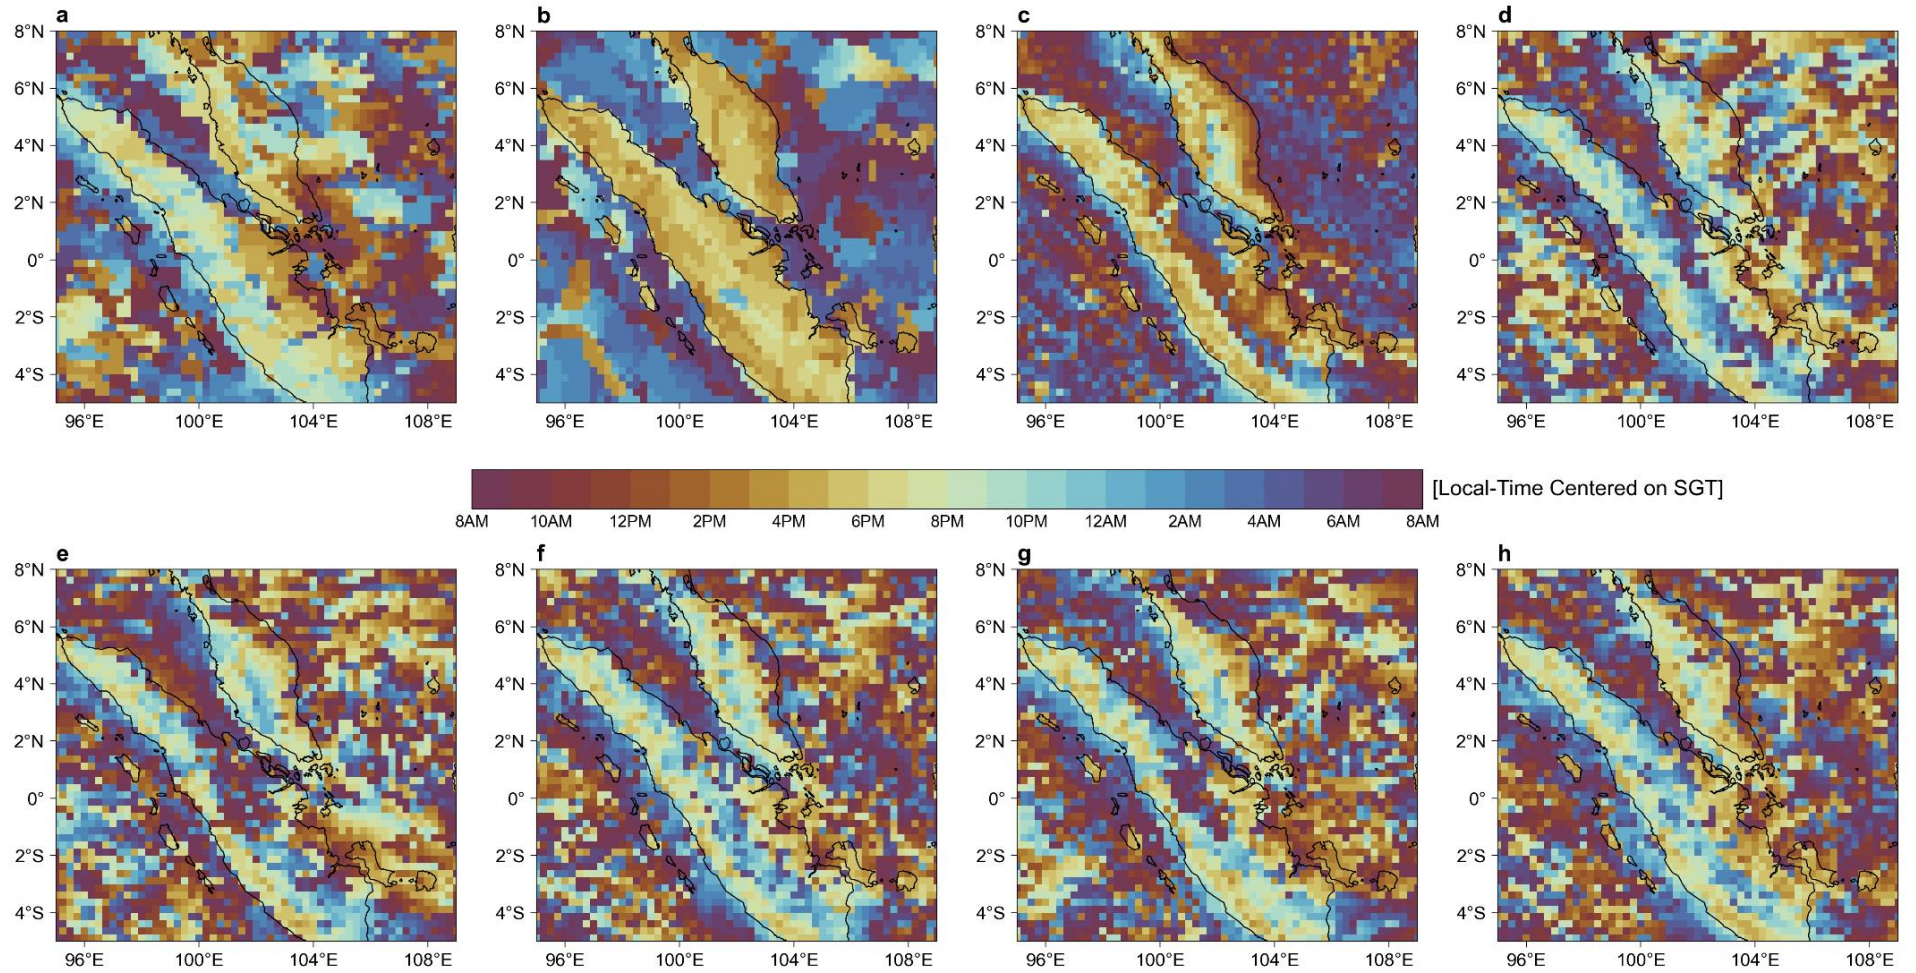 a b c d
8°N 8°N 8°N 8°N
6°N 6°N 6°N 6°N
4°N 4°N 4°N 4°N
2°N 2°N 2°N 2°N
0° 0° 0° 0°
2°S 2°S 2°S 2°S
4°S 4°S 4°S 4°S
96°E 100°E 104°E 108°E 96°E 100°E 104°E 108°E 96°E 100°E 104°E 108°E 96°E 100°E 104°E 108°E
[Local-Time Centered on SGT]
8AM 10AM 12PM 2PM 4PM 6PM 8PM 10PM 12AM 2AM 4AM 6AM 8AM
e f g h
8°N 8°N 8°N 8°N
6°N 6°N 6°N 6°N
4°N 4°N 4°N 4°N
2°N 2°N 2°N 2°N
0° 0° 0° 0°
2°S 2°S 2°S 2°S
4°S 4°S 4°S 4°S
96°E 100°E 104°E 108°E 96°E 100°E 104°E 108°E 96°E 100°E 104°E 108°E 96°E 100°E 104°E 108°E